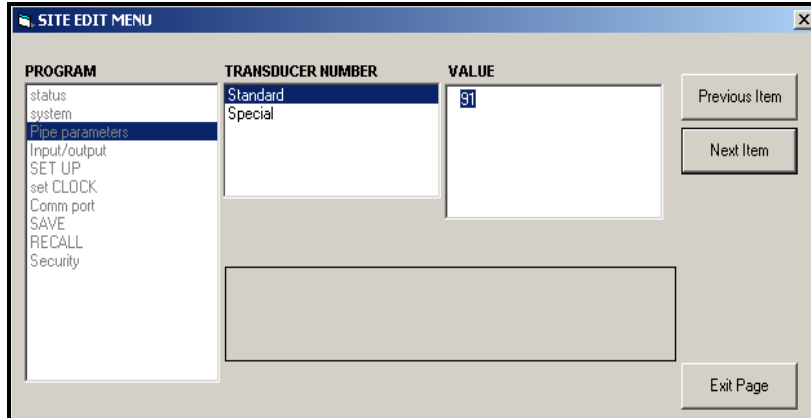 SITE EDIT MENU
PROGRAM
status
system
Pipe parameters
Input/output
SET UP
set CLOCK
Comm port
SAVE
RECALL
Security
TRANSDUCER NUMBER
Standard
Special
VALUE
91
Previous Item
Next Item
Exit Page